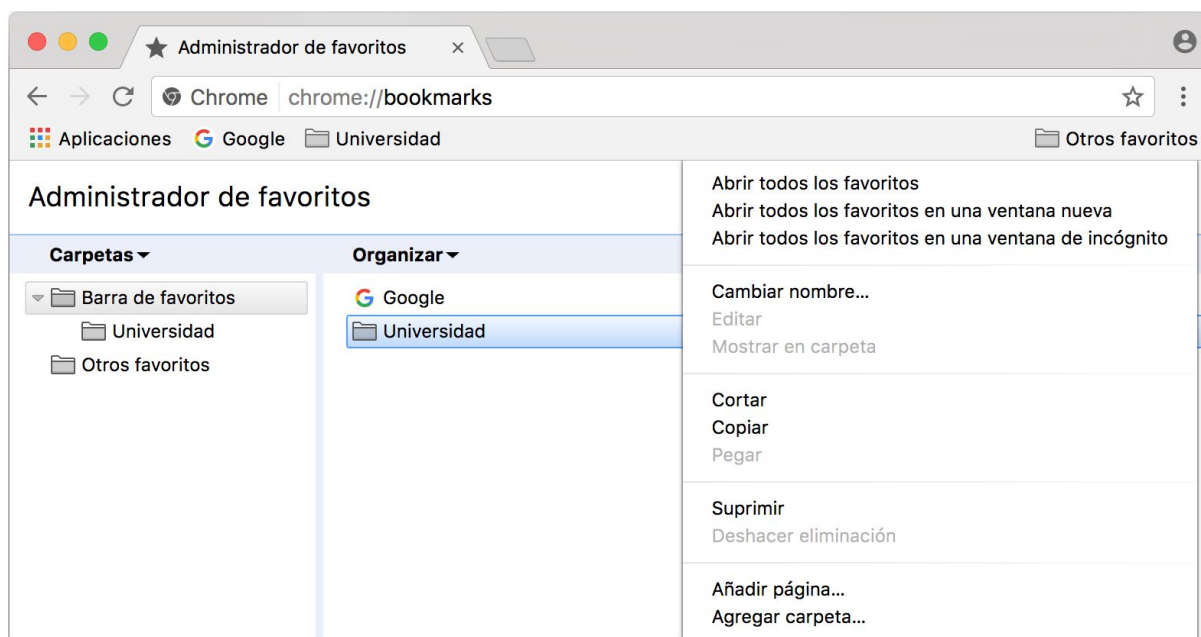 Administrador de favoritos
Chrome chrome://bookmarks
Aplicaciones Google Universidad Otros favoritos
Administrador de favoritos
Carpetas Organizar
Barra de favoritos
Universidad
Otros favoritos
Google
Universidad
Abrir todos los favoritos
Abrir todos los favoritos en una ventana nueva
Abrir todos los favoritos en una ventana de incógnito
Cambiar nombre...
Editar
Mostrar en carpeta
Cortar
Copiar
Pegar
Suprimir
Deshacer eliminación
Añadir página...
Agregar carpeta...